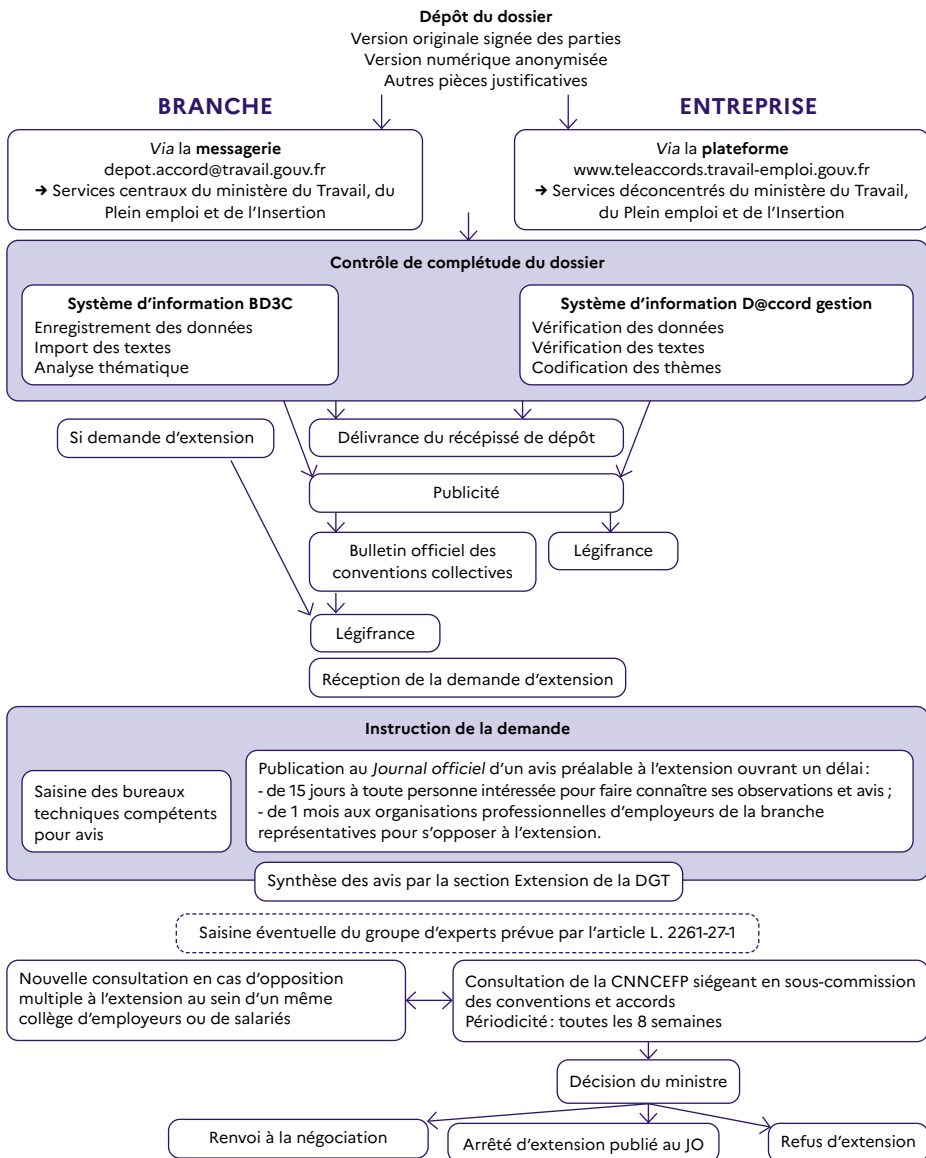 Dépôt du dossier
Version originale signée des parties
Version numérique anonymisée
Autres pièces justificatives
BRANCHE
ENTREPRISE
Via la messagerie
depot.accord@travail.gouv.fr
→ Services centraux du ministère du Travail, du
Plein emploi et de l'Insertion
Via la plateforme
www.teleaccords.travail-emploi.gouv.fr
→ Services déconcentrés du ministère du Travail,
du Plein emploi et de l'Insertion
Contrôle de complétude du dossier
Système d'information BD3C
Enregistrement des données
Import des textes
Analyse thématique
Système d'information D@ccord gestion
Vérification des données
Vérification des textes
Codification des thèmes
Si demande d'extension
Délivrance du récépissé de dépôt
Publicité
Bulletin officiel des
conventions collectives
Légifrance
Légifrance
Réception de la demande d'extension
Instruction de la demande
Saisine des bureaux
techniques compétents
pour avis
Publication au Journal officiel d'un avis préalable à l'extension ouvrant un délai :
- de 15 jours à toute personne intéressée pour faire connaître ses observations et avis ;
- de 1 mois aux organisations professionnelles d'employeurs de la branche
représentatives pour s'opposer à l'extension.
Synthèse des avis par la section Extension de la DGT
Saisine éventuelle du groupe d'experts prévue par l'article L. 2261-27-1
Nouvelle consultation en cas d'opposition
multiple à l'extension au sein d'un même
collège d'employeurs ou de salariés
Consultation de la CNNCEFP siégeant en sous-commission
des conventions et accords
Périodicité : toutes les 8 semaines
Décision du ministre
Renvoi à la négociation
Arrêté d'extension publié au JO
Refus d'extension